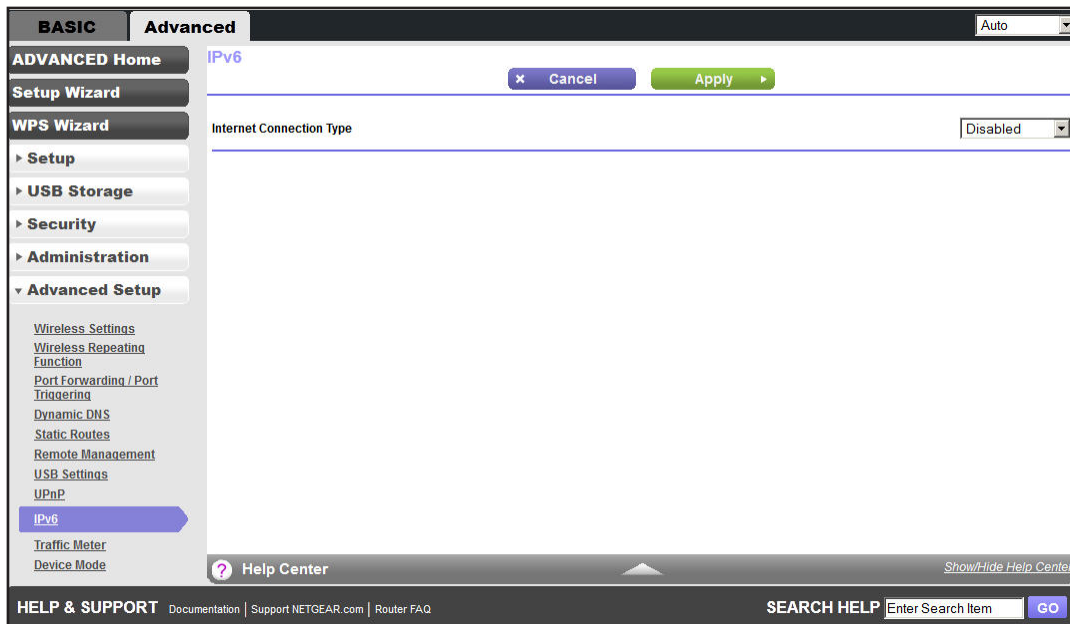 BASIC
Advanced
Auto
ADVANCED Home
Setup Wizard
WPS Wizard
Setup
USB Storage
Security
Administration
Advanced Setup
Wireless Settings
Wireless Repeating
Function
Port Forwarding / Port
Triggering
Dynamic DNS
Static Routes
Remote Management
USB Settings
UPnP
IPv6
Traffic Meter
Device Mode
IPv6
Cancel
Apply
Internet Connection Type
Disabled
? Help Center
Show/Hide Help Center
HELP & SUPPORT Documentation | Support NETGEAR.com | Router FAQ
SEARCH HELP Enter Search Item GO